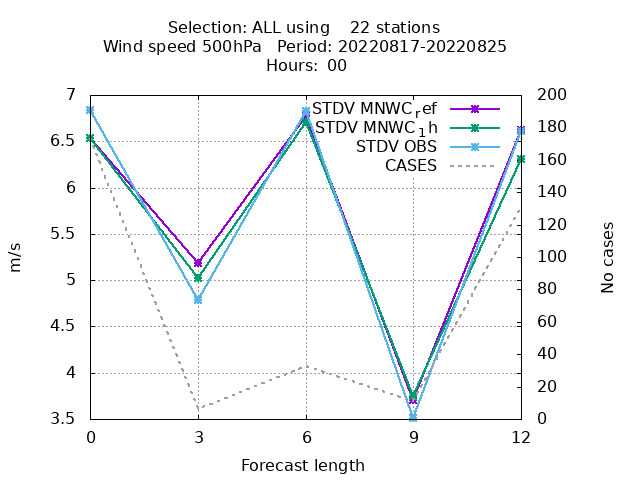 Selection: ALL using    22 stations
Wind speed 500hPa   Period: 20220817-20220825
Hours: 00
7 200
STDV MNWCref
6.5 180
STDV MNWC1h
STDV OBS
CASES
6 160
5.5 140
5 120
4.5 100
4 80
3.5 60
40
20
0
m/s
No cases
0 3 6 9 12
Forecast length